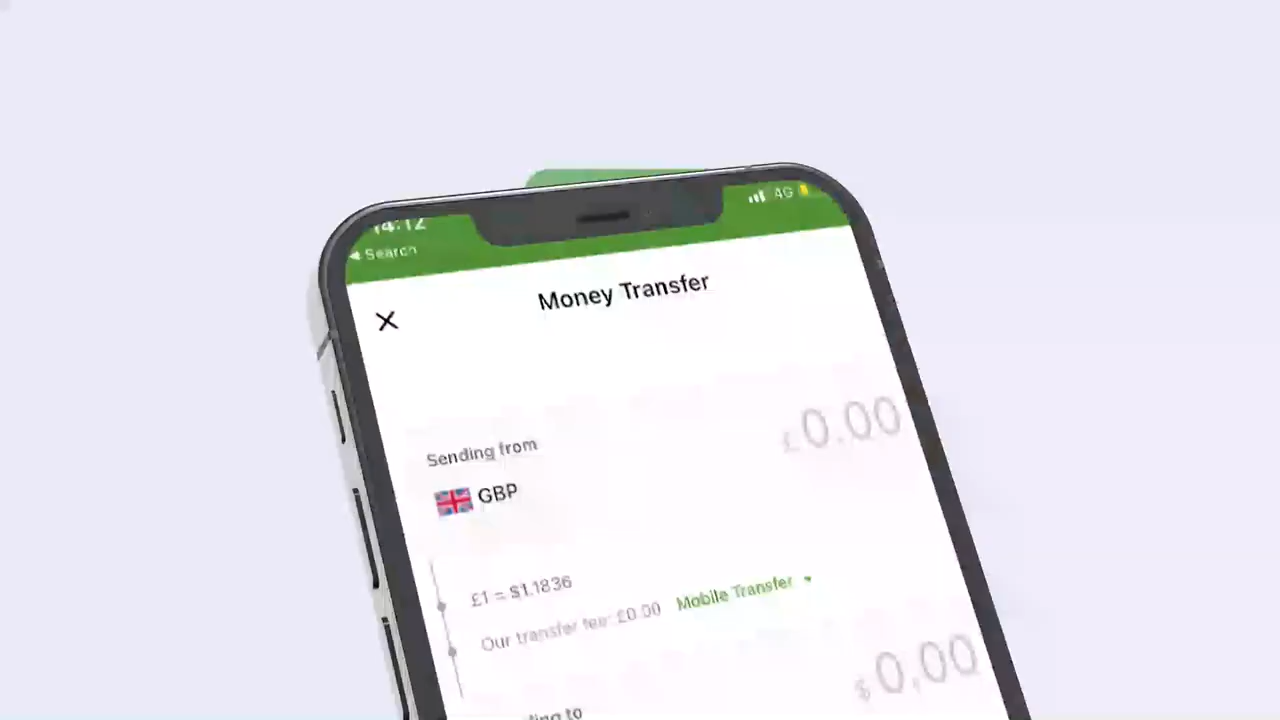 14:12
4G
Search
Money Transfer
Sending from
£0.00
GBP
£1 = $1.1836
Our transfer fee: £0.00 Mobile Transfer
$0.00
to